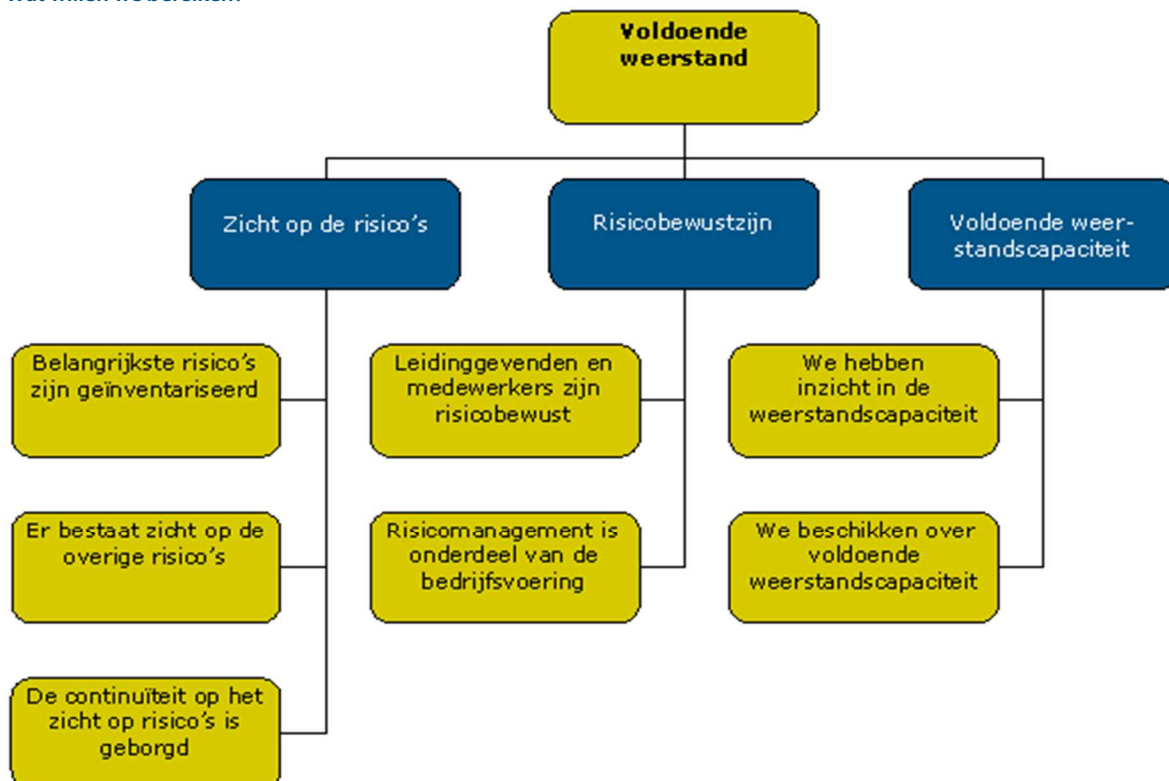 Voldoende
weerstand
Zicht op de risico's
Risicobewustzijn
Voldoende weer-
standscapaciteit
Belangrijkste risico's
zijn geïnventariseerd
Er bestaat zicht op de
overige risico's
De continuïteit op het
zicht op risico's is
geborgd
Leidinggevenden en
medewerkers zijn
risicobewust
Risicomanagement is
onderdeel van de
bedrijfsvoering
We hebben
inzicht in de
weerstandscapaciteit
We beschikken over
voldoende
weerstandscapaciteit